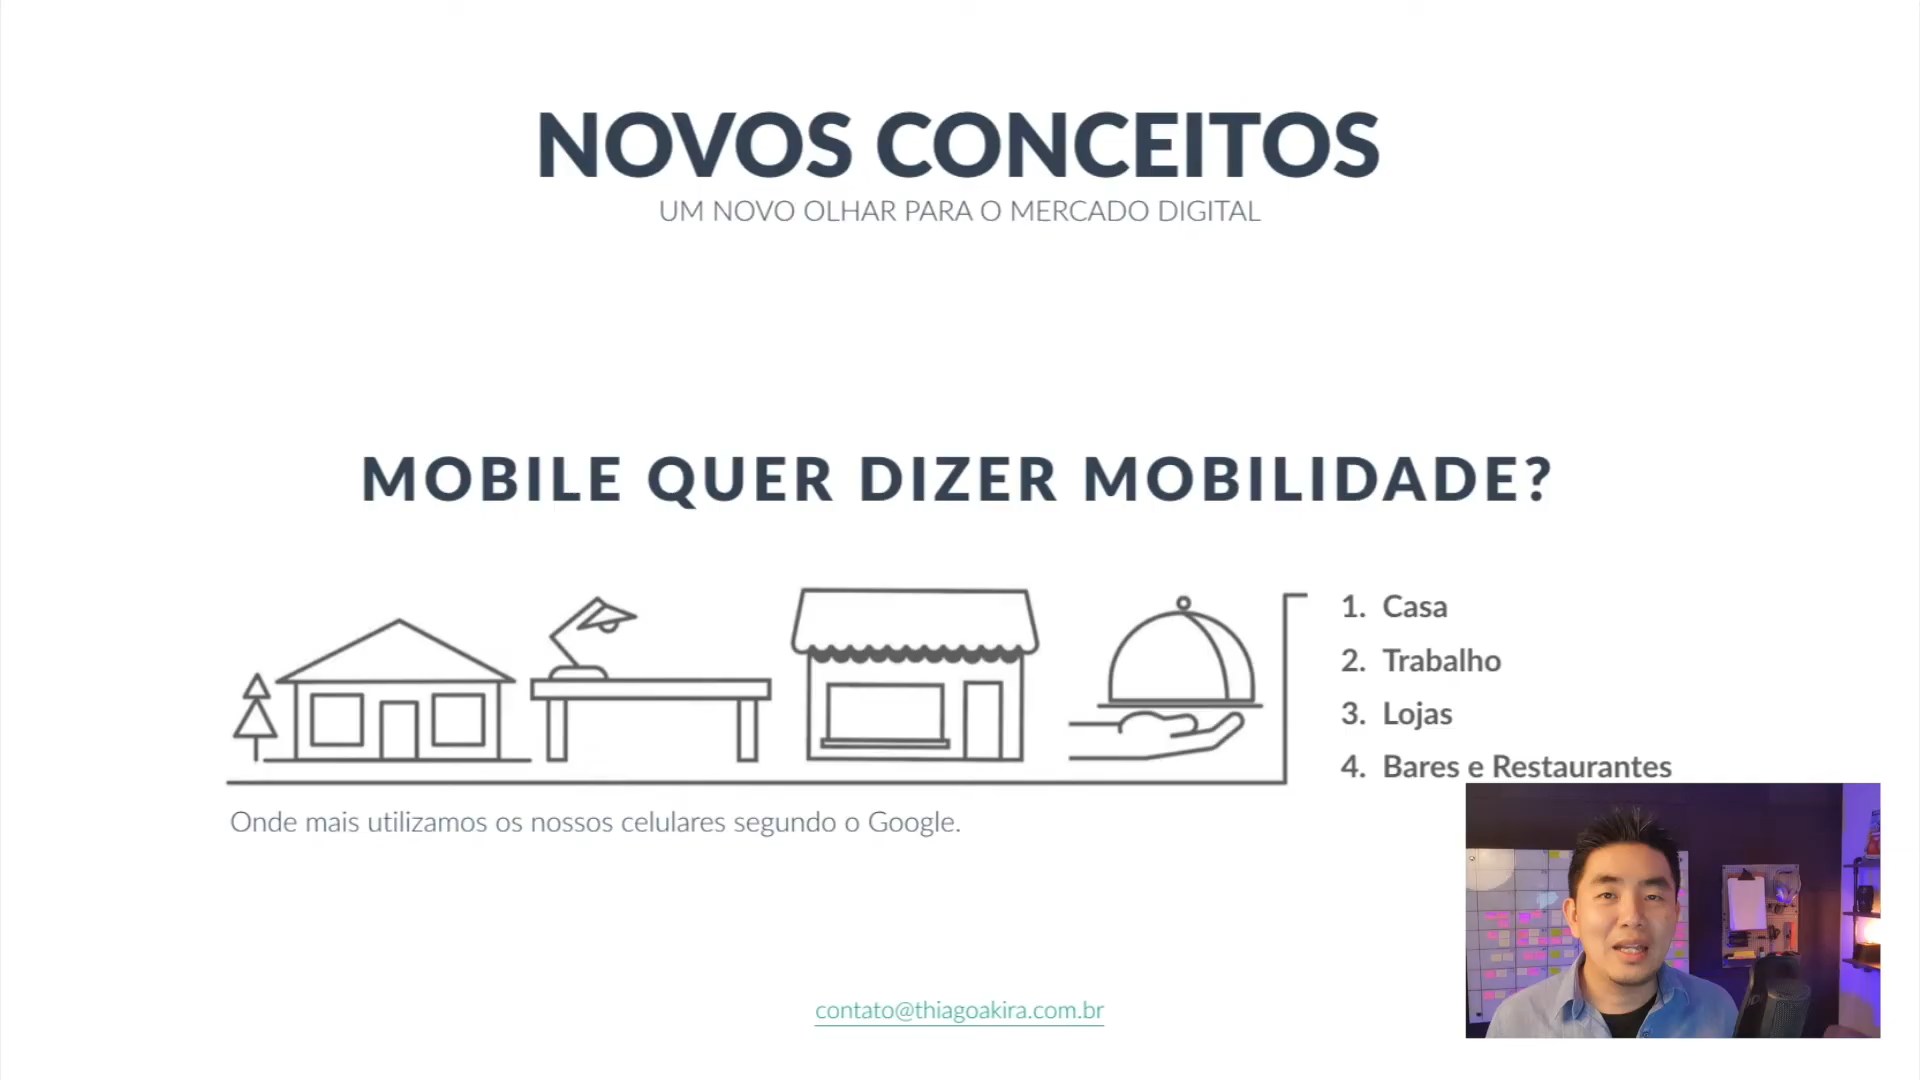 NOVOS CONCEITOS
UM NOVO OLHAR PARA O MERCADO DIGITAL
MOBILE QUER DIZER MOBILIDADE?
1. Casa
2. Trabalho
3. Lojas
4. Bares e Restaurantes
Onde mais utilizamos os nossos celulares segundo o Google.
contato@thiagoakira.com.br